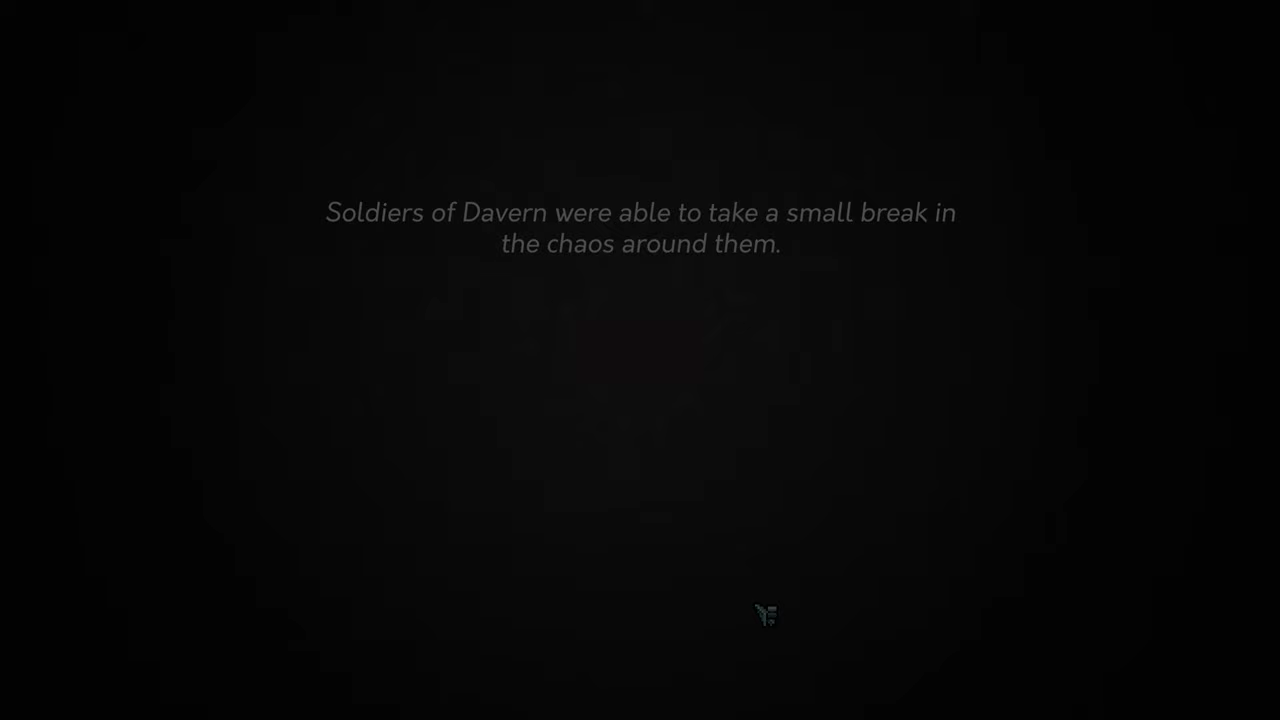 Soldiers of Davern were able to take a small break in
the chaos around them.